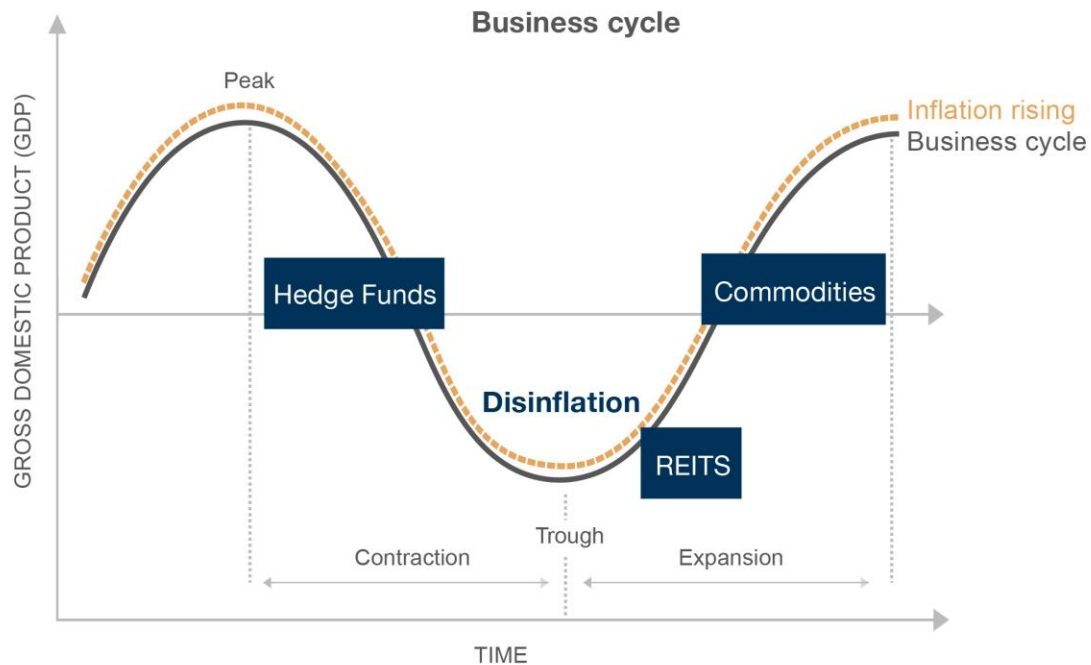 Business cycle
GROSS DOMESTIC PRODUCT (GDP)
Peak
Inflation rising
Business cycle
Hedge Funds
Commodities
Disinflation
REITS
Trough
Contraction
Expansion
TIME